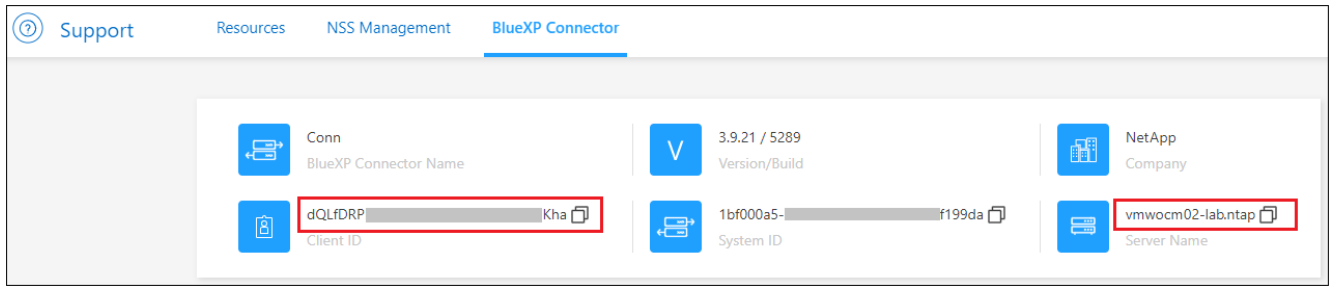 Support
Resources NSS Management BlueXP Connector
Conn
BlueXP Connector Name
V
3.9.21 / 5289
Version/Build
NetApp
Company
dQLfDRP Kha
Client ID
1bf000a5- f199da
System ID
vmwocm02-lab.ntap
Server Name